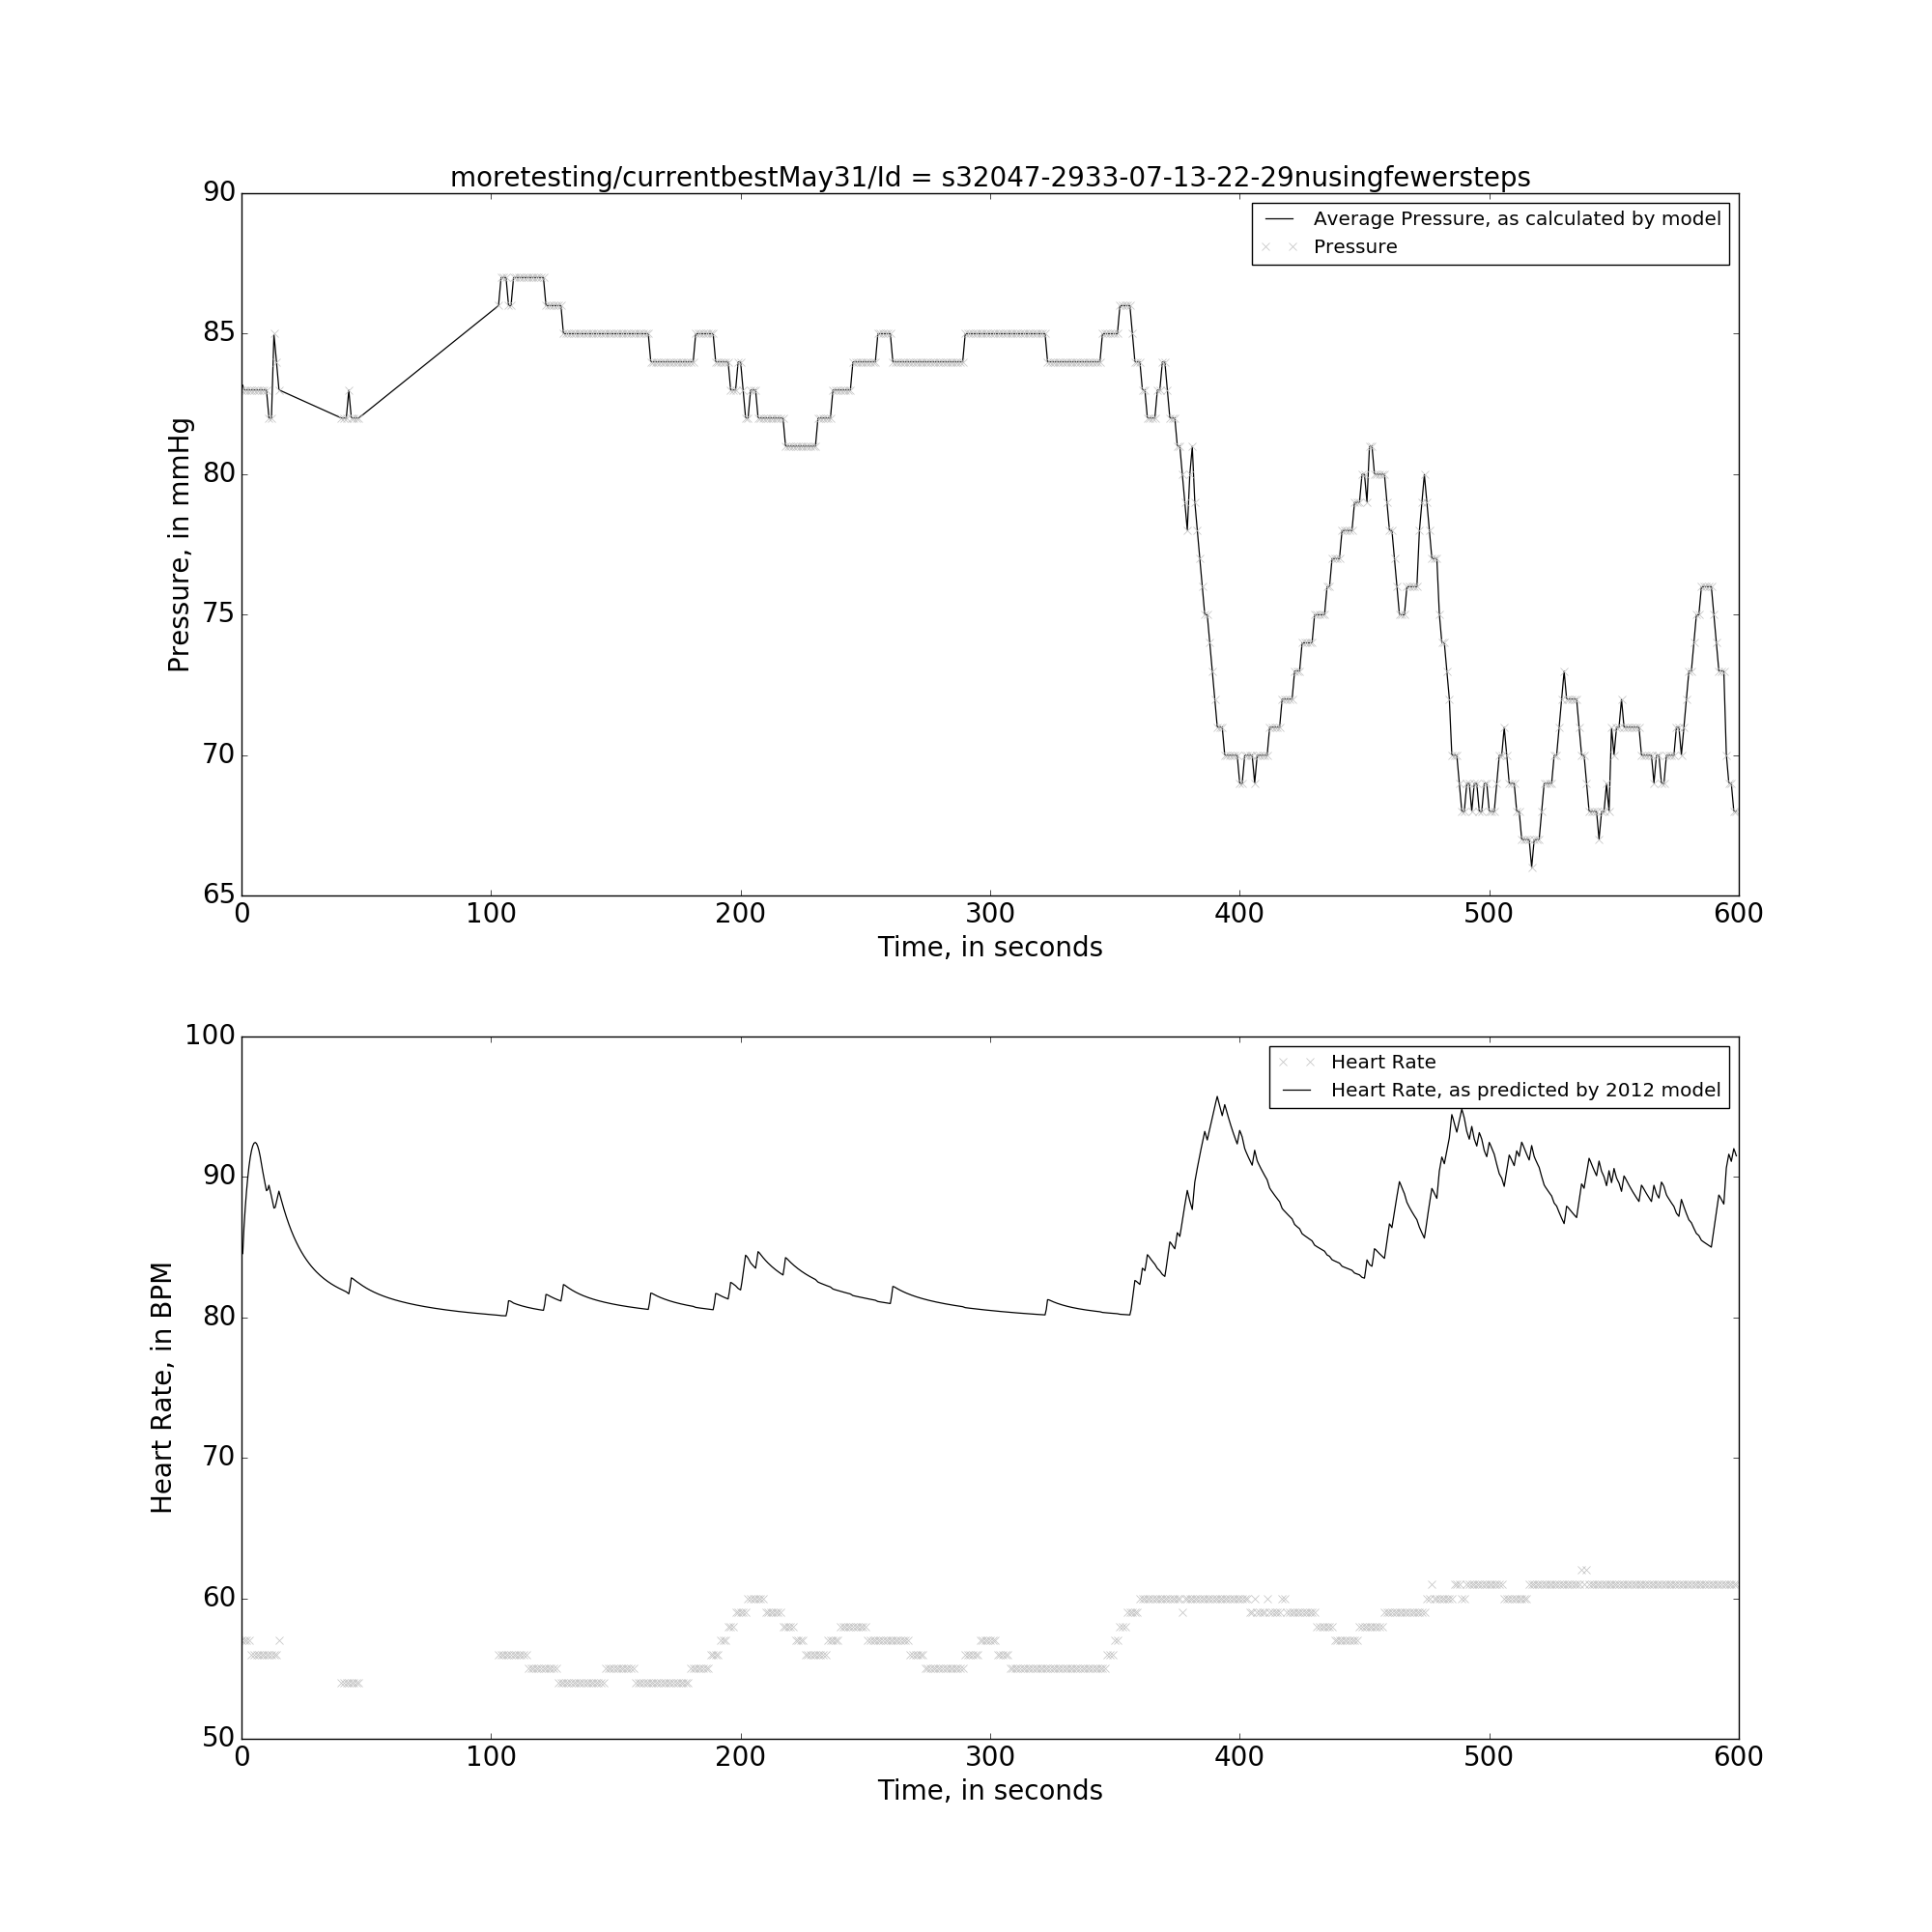 moretesting/currentbestMay31/Id = s32047-2933-07-13-22-29nusingfewersteps
90
85
80
75
70
65
Pressure, in mmHg
Average Pressure, as calculated by model
Pressure
0 100 200 300 400 500 600
Time, in seconds
100
90
80
70
60
50
Heart Rate, in BPM
Heart Rate
Heart Rate, as predicted by 2012 model
0 100 200 300 400 500 600
Time, in seconds